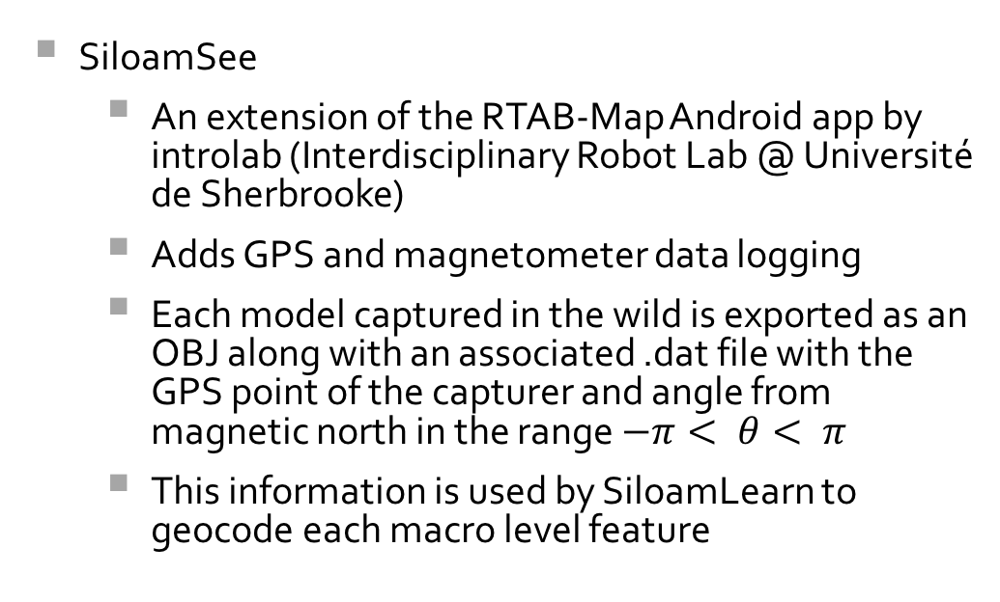 SiloamSee
An extension of the RTAB-Map Android app by
introlab (Interdisciplinary Robot Lab @ Université
de Sherbrooke)
Adds GPS and magnetometer data logging
Each model captured in the wild is exported as an
OBJ along with an associated .dat file with the
GPS point of the capturer and angle from
magnetic north in the range −𝜋 < 𝜃 < 𝜋
This information is used by SiloamLearn to
geocode each macro level feature